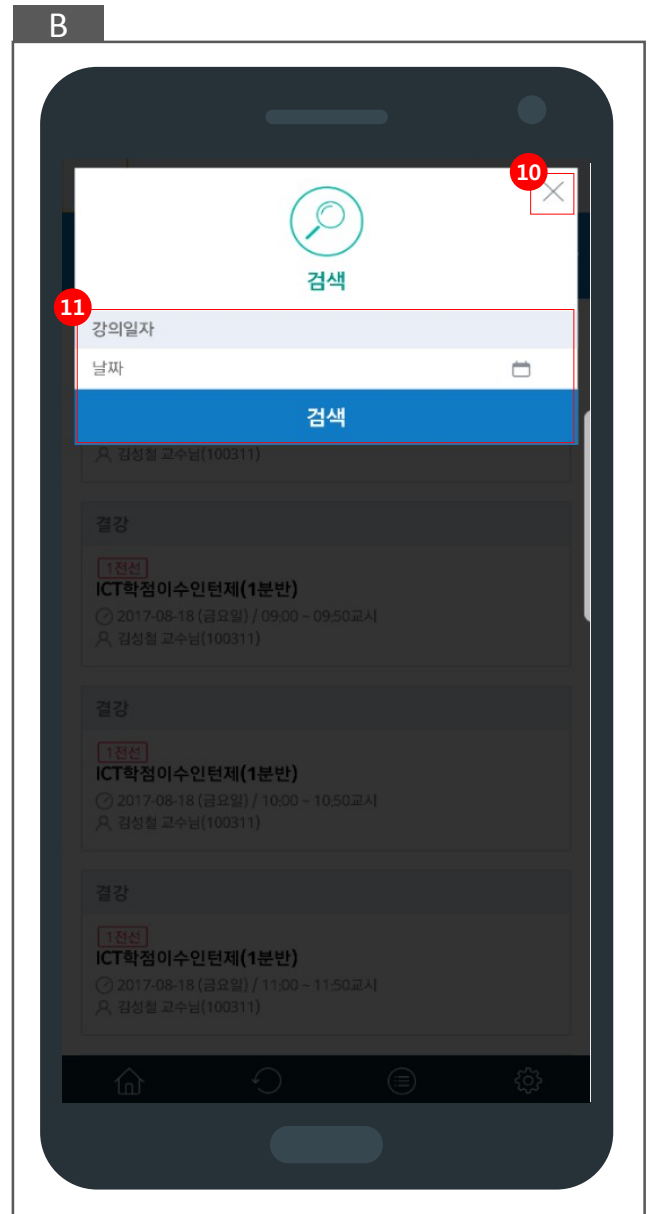 B
10
검색
11
강의일자
날짜
검색
김성철 교수님(100311)
결강
1전선
ICT학점이수인턴제(1분반)
2017-08-18 (금요일) / 09:00 ~ 09:50교시
김성철 교수님(100311)
결강
1전선
ICT학점이수인턴제(1분반)
2017-08-18 (금요일) / 10:00 ~ 10:50교시
김성철 교수님(100311)
결강
1전선
ICT학점이수인턴제(1분반)
2017-08-18 (금요일) / 11:00 ~ 11:50교시
김성철 교수님(100311)